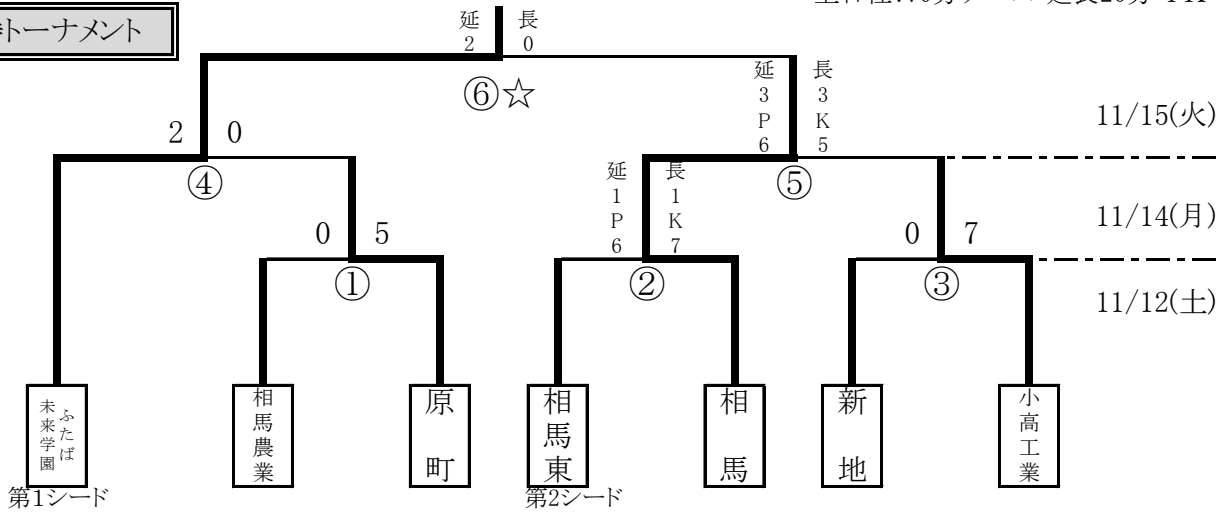 トーナメント
延長
2 0
⑥☆
延長
3 3
P K
6 5
11/15(火)
2 0
④
⑤
延長
1 1
P K
6 7
11/14(月)
0 5
0 7
①
②
③
11/12(土)
ふたば未来学園
相馬農業
原町
相馬東
相馬
新地
小高工業
第1シード
第2シード